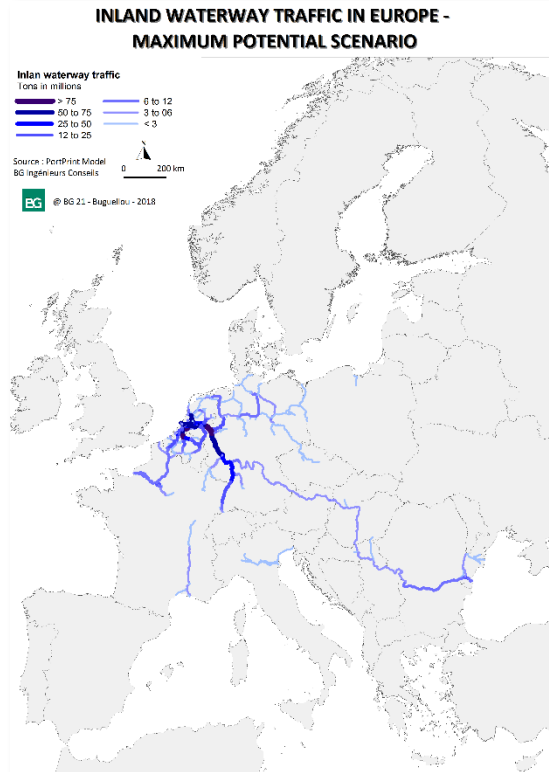 INLAND WATERWAY TRAFFIC IN EUROPE -
MAXIMUM POTENTIAL SCENARIO
Inlan waterway traffic
Tons in millions
> 75
50 to 75
25 to 50
12 to 25
6 to 12
3 to 06
< 3
Source : PortPrint Model
BG Ingénieurs Conseils
0 200 km
BG @ BG 21 - Buguellou - 2018